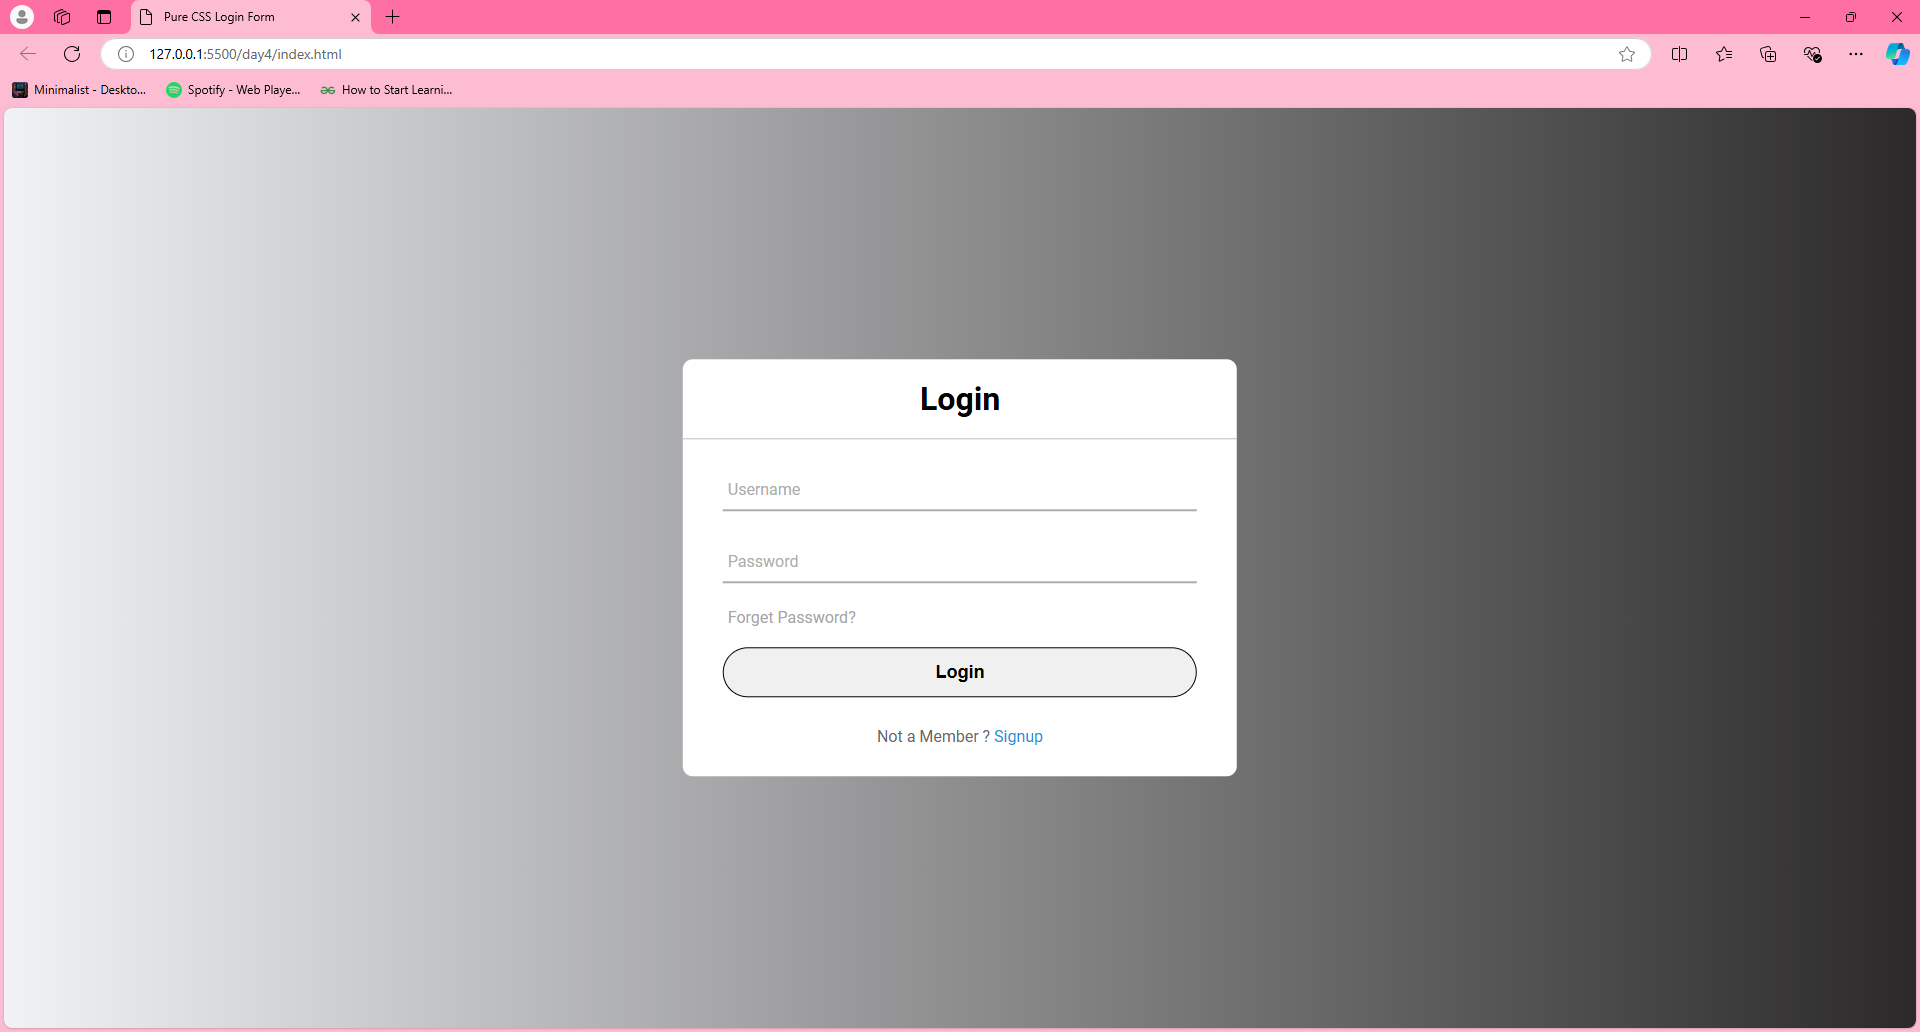 Pure CSS Login Form
127.0.0.1:5500/day4/index.html
Minimalist - Deskto... Spotify - Web Playe... How to Start Learni...
Login
Username
Password
Forget Password?
Login
Not a Member ? Signup